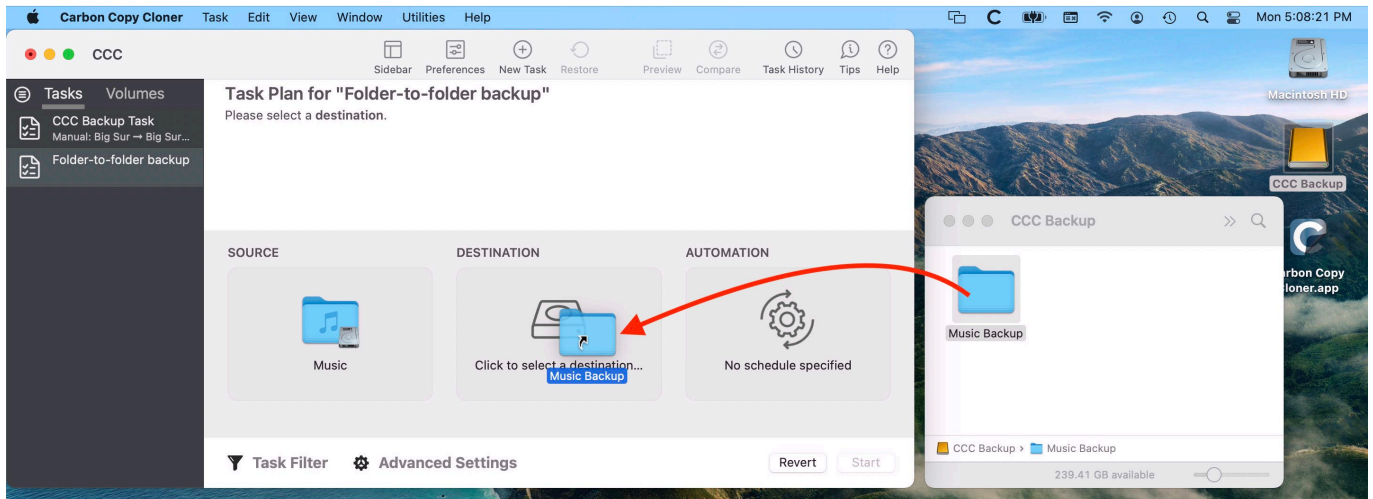 Carbon Copy Cloner Task Edit View Window Utilities Help
Mon 5:08:21 PM
CCC
Sidebar Preferences New Task Restore Preview Compare Task History Tips Help
Tasks Volumes
CCC Backup Task
Manual: Big Sur → Big Sur...
Folder-to-folder backup
Task Plan for "Folder-to-folder backup"
Please select a destination.
SOURCE
DESTINATION
AUTOMATION
Music
Click to select a destination...
Music Backup
No schedule specified
Task Filter
Advanced Settings
Revert
Start
Macintosh HD
CCC Backup
CCC Backup
Music Backup
rbon Copy
loner.app
CCC Backup › Music Backup
239.41 GB available